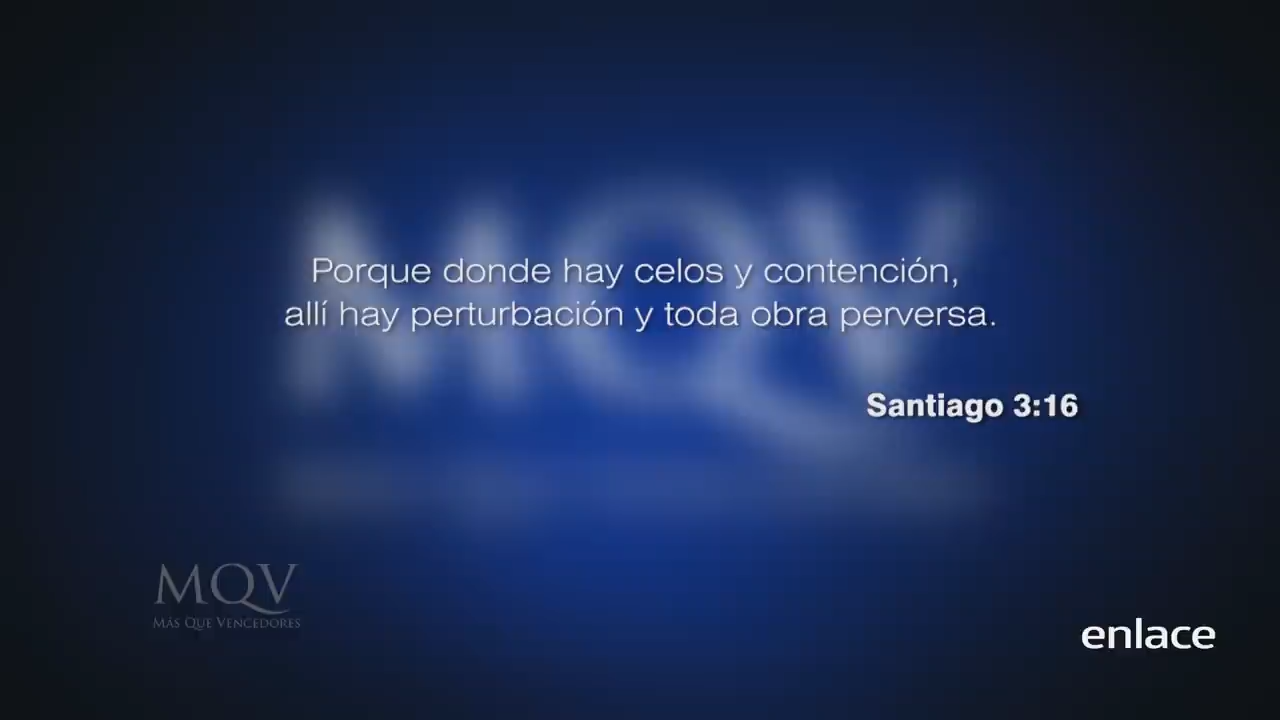 Porque donde hay celos y contención,
allí hay perturbación y toda obra perversa.
Santiago 3:16
MQV
MQV
MÁS QUE VENCEDORES
enlace